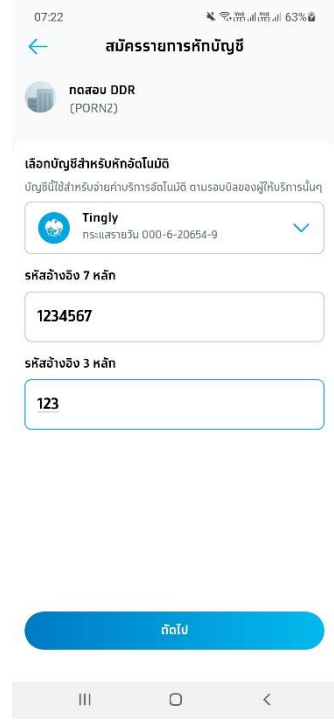 07:22 63%
สมัครรายการหักบัญชี
ทดสอบ DDR
(PORN2)
เลือกบัญชีสำหรับหักอัตโนมัติ
บัญชีนี้ใช้สำหรับจ่ายค่าบริการอัตโนมัติ ตามรอบบิลของผู้ให้บริการนั้นๆ
Tingly
กระแสรายวัน 000-6-20654-9
รหัสอ้างอิง 7 หลัก
1234567
รหัสอ้างอิง 3 หลัก
123
ถัดไป